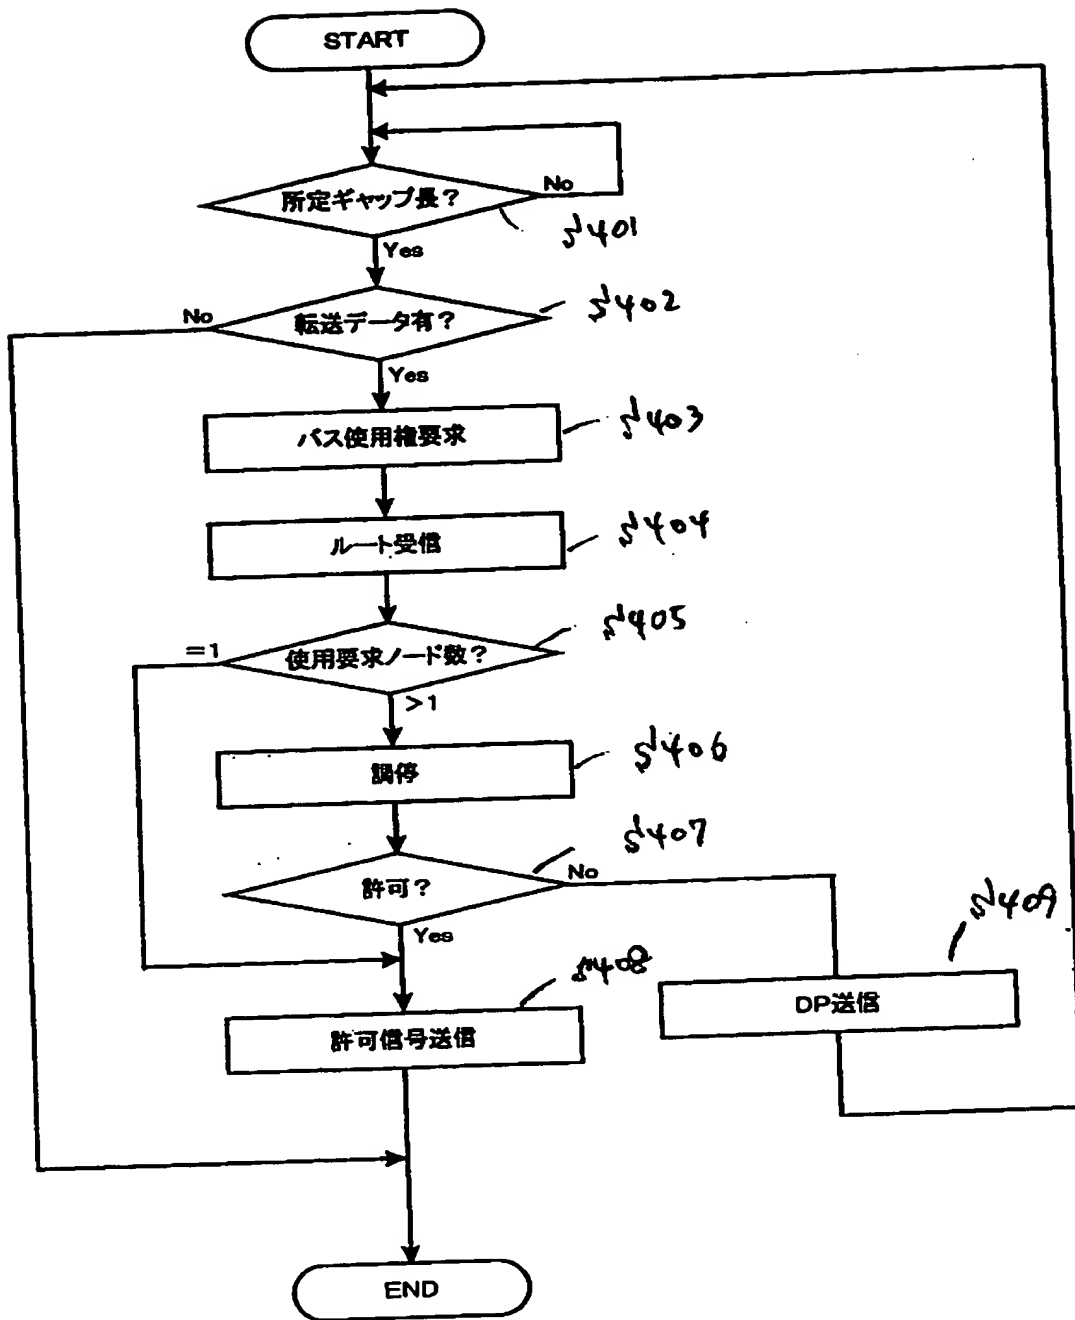 START
所定ギャップ長？
No
S401
Yes
転送データ有？
No
S402
Yes
バス使用権要求
S403
ルート受信
S404
使用要求ノード数？
=1
S405
>1
調停
S406
許可？
No
S407
Yes
S409
DP送信
許可信号送信
S408
END